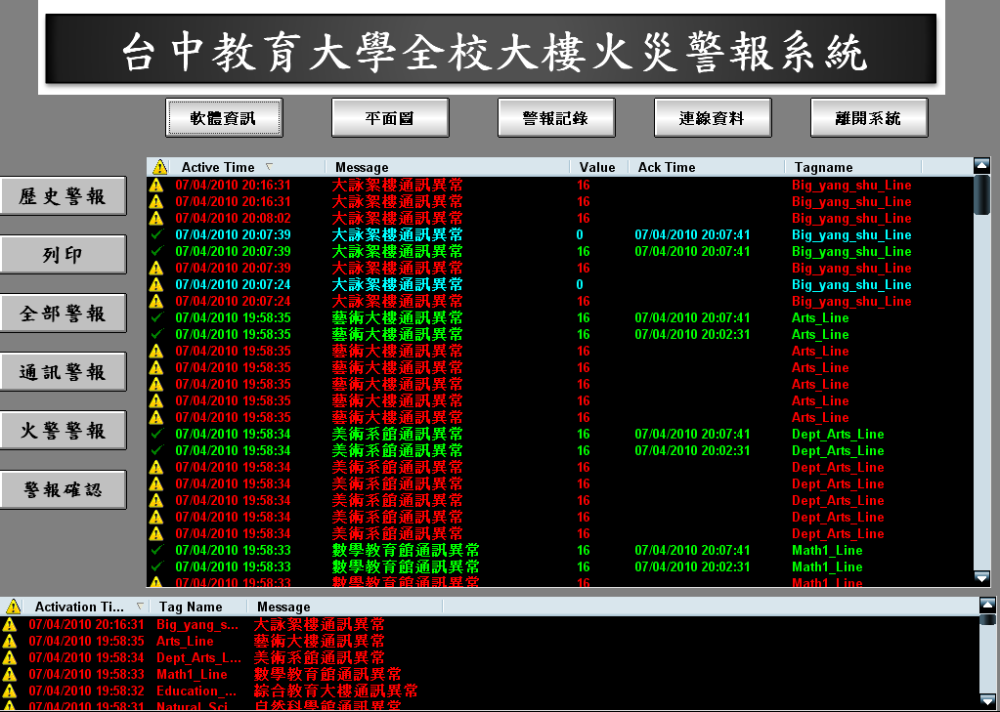 台中教育大學全校大樓火災警報系統
軟體資訊 平面圖 警報記錄 連線資料 離開系統
歷史警報
列印
全部警報
通訊警報
火警警報
警報確認
Active Time Message Value Ack Time Tagname
07/04/2010 20:16:31 大詠絮樓通訊異常 16 Big_yang_shu_Line
07/04/2010 20:16:31 大詠絮樓通訊異常 16 Big_yang_shu_Line
07/04/2010 20:08:02 大詠絮樓通訊異常 16 Big_yang_shu_Line
07/04/2010 20:07:39 大詠絮樓通訊異常 0 07/04/2010 20:07:41 Big_yang_shu_Line
07/04/2010 20:07:39 大詠絮樓通訊異常 16 07/04/2010 20:07:41 Big_yang_shu_Line
07/04/2010 20:07:39 大詠絮樓通訊異常 16 Big_yang_shu_Line
07/04/2010 20:07:24 大詠絮樓通訊異常 0 Big_yang_shu_Line
07/04/2010 20:07:24 大詠絮樓通訊異常 16 Big_yang_shu_Line
07/04/2010 19:58:35 藝術大樓通訊異常 16 07/04/2010 20:07:41 Arts_Line
07/04/2010 19:58:35 藝術大樓通訊異常 16 07/04/2010 20:02:31 Arts_Line
07/04/2010 19:58:35 藝術大樓通訊異常 16 Arts_Line
07/04/2010 19:58:35 藝術大樓通訊異常 16 Arts_Line
07/04/2010 19:58:35 藝術大樓通訊異常 16 Arts_Line
07/04/2010 19:58:35 藝術大樓通訊異常 16 Arts_Line
07/04/2010 19:58:35 藝術大樓通訊異常 16 Arts_Line
07/04/2010 19:58:34 美術系館通訊異常 16 07/04/2010 20:07:41 Dept_Arts_Line
07/04/2010 19:58:34 美術系館通訊異常 16 07/04/2010 20:02:31 Dept_Arts_Line
07/04/2010 19:58:34 美術系館通訊異常 16 Dept_Arts_Line
07/04/2010 19:58:34 美術系館通訊異常 16 Dept_Arts_Line
07/04/2010 19:58:34 美術系館通訊異常 16 Dept_Arts_Line
07/04/2010 19:58:34 美術系館通訊異常 16 Dept_Arts_Line
07/04/2010 19:58:34 美術系館通訊異常 16 Dept_Arts_Line
07/04/2010 19:58:33 數學教育館通訊異常 16 07/04/2010 20:07:41 Math1_Line
07/04/2010 19:58:33 數學教育館通訊異常 16 07/04/2010 20:02:31 Math1_Line
07/04/2010 19:58:33 數學教育館通訊異常 16 Math1_Line
Activation Ti... Tag Name Message
07/04/2010 20:16:31 Big_yang_s... 大詠絮樓通訊異常
07/04/2010 19:58:35 Arts_Line 藝術大樓通訊異常
07/04/2010 19:58:34 Dept_Arts_L... 美術系館通訊異常
07/04/2010 19:58:33 Math1_Line 數學教育館通訊異常
07/04/2010 19:58:32 Education_... 綜合教育大樓通訊異常
07/04/2010 19:58:31 Natural_Sci... 自然科學館通訊異常